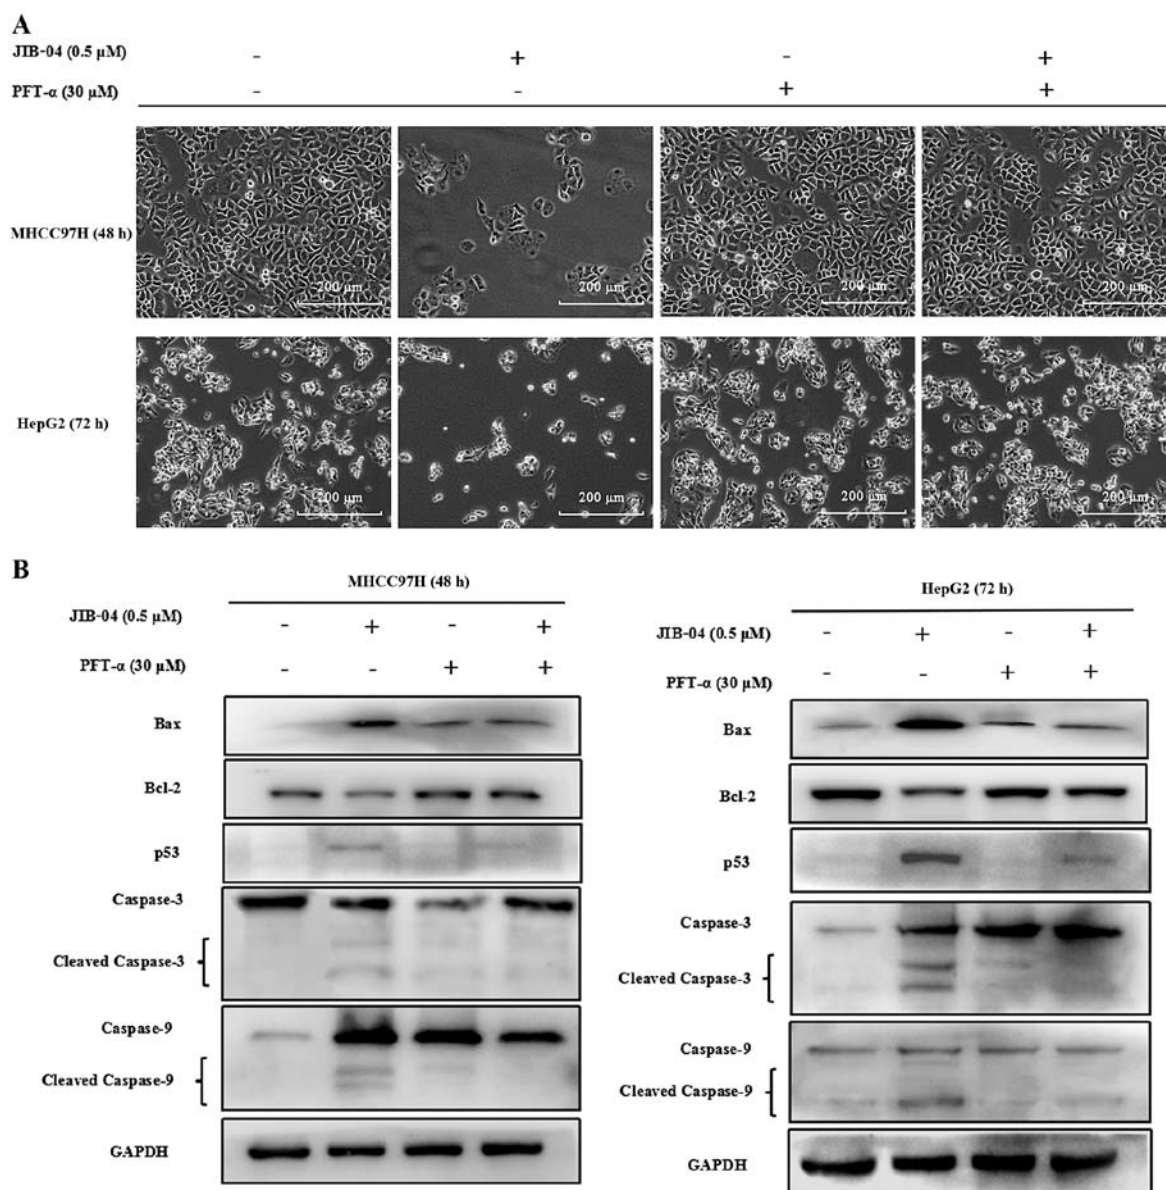 A
JIB-04 (0.5 μM) - + - +
PFT-α (30 μM) - - + +
MHCC97H (48 h)
200 μm 200 μm 200 μm 200 μm
HepG2 (72 h)
200 μm 200 μm 200 μm 200 μm
B
MHCC97H (48 h)
JIB-04 (0.5 μM) - + - +
PFT-α (30 μM) - - + +
Bax
Bcl-2
p53
Caspase-3
Cleaved Caspase-3
Caspase-9
Cleaved Caspase-9
GAPDH
HepG2 (72 h)
JIB-04 (0.5 μM) - + - +
PFT-α (30 μM) - - + +
Bax
Bcl-2
p53
Caspase-3
Cleaved Caspase-3
Caspase-9
Cleaved Caspase-9
GAPDH